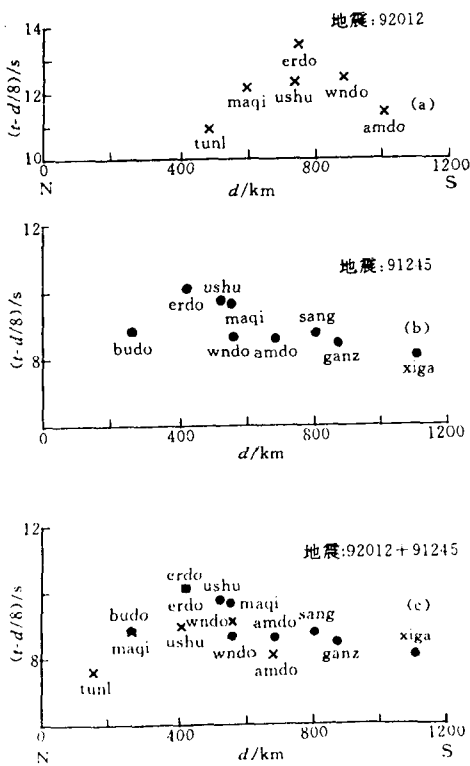 地震:92012
14
12
10
(t-d/8)/s
erdo
maqi
ushu
wndo
(a)
tunl
amdo
0
400
800
1200
N
d/km
S
地震:91245
12
8
(t-d/8)/s
ushu
erdo
maqi
sang
(b)
budo
wndo
amdo
ganz
xiga
0
400
800
1200
d/km
地震:92012+91245
12
8
(t-d/8)/s
erdo
ushu
(c)
budo
erdo
maqi
sang
wndo
amdo
maqi
ushu
xiga
wndo
ganz
amdo
tunl
0
400
800
1200
N
d/km
S